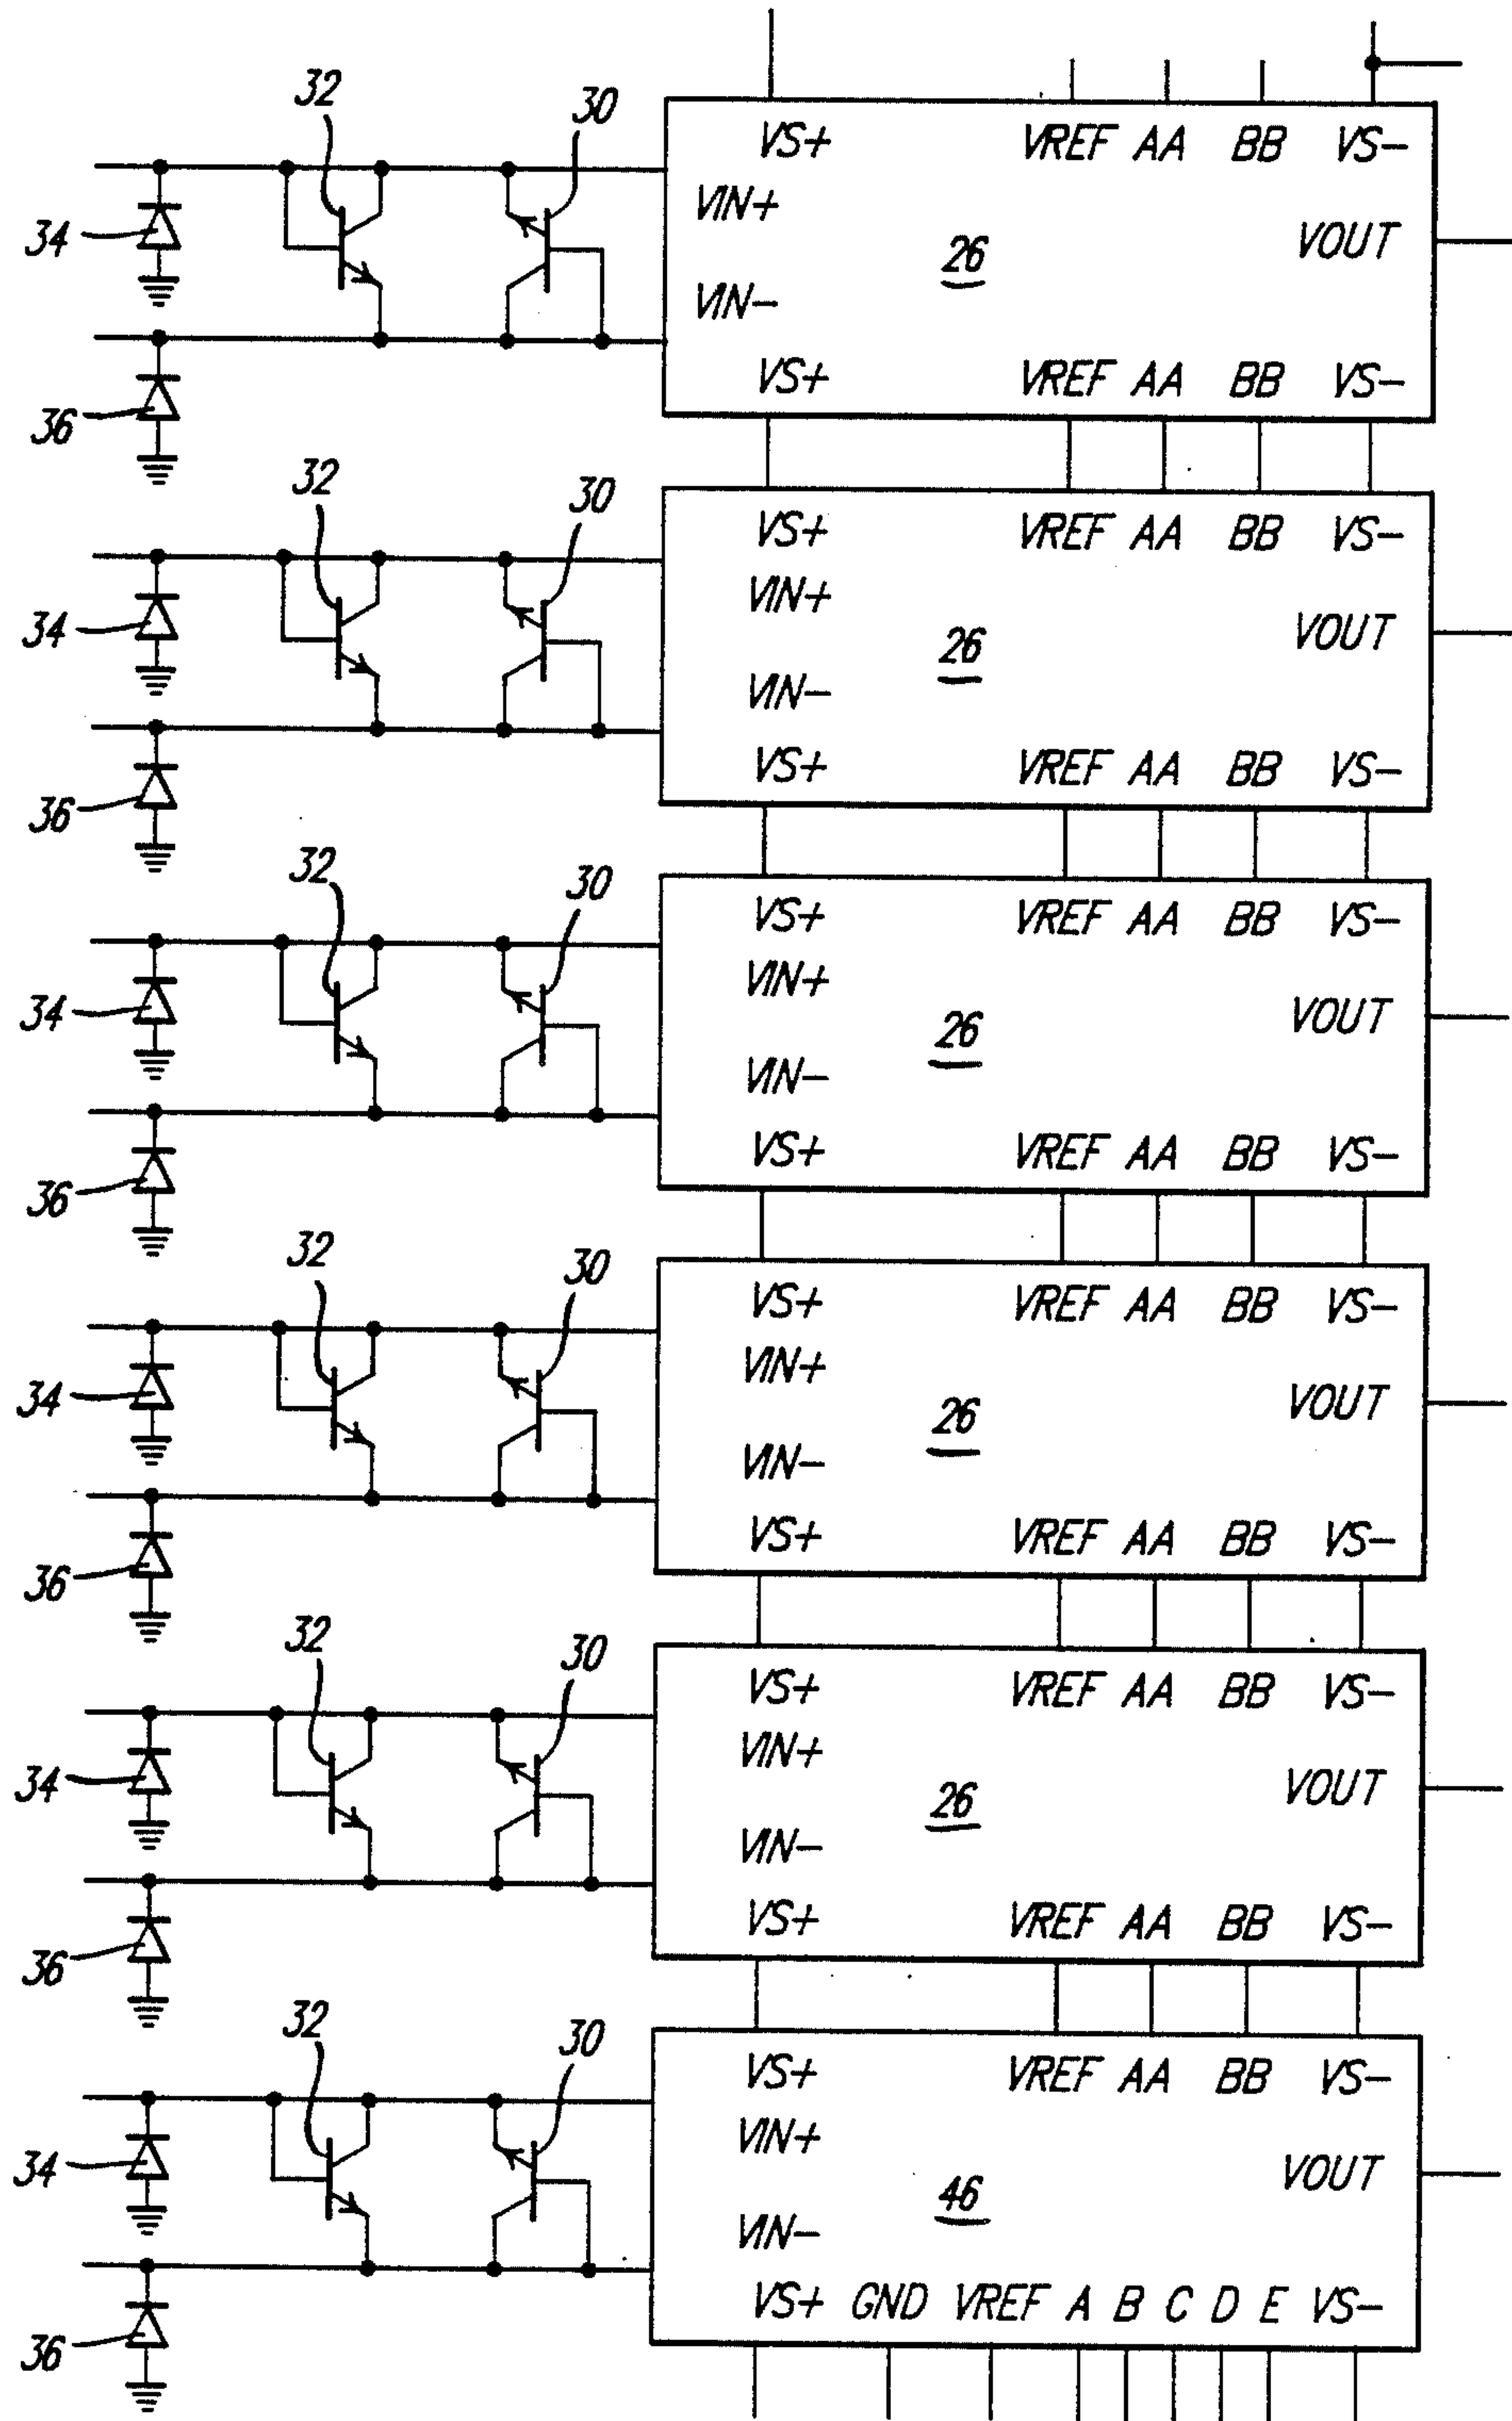 32
30
VS+ VREF AA BB VS-
VIN+
34
26
VOUT
VIN-
VS+ VREF AA BB VS-
36
32
30
VS+ VREF AA BB VS-
VIN+
34
26
VOUT
VIN-
VS+ VREF AA BB VS-
36
32
30
VS+ VREF AA BB VS-
VIN+
34
26
VOUT
VIN-
VS+ VREF AA BB VS-
36
32
30
VS+ VREF AA BB VS-
VIN+
34
26
VOUT
VIN-
VS+ VREF AA BB VS-
36
32
30
VS+ VREF AA BB VS-
VIN+
34
26
VOUT
VIN-
VS+ VREF AA BB VS-
36
32
30
VS+ VREF AA BB VS-
VIN+
34
46
VOUT
VIN-
VS+ GND VREF A B C D E VS-
36